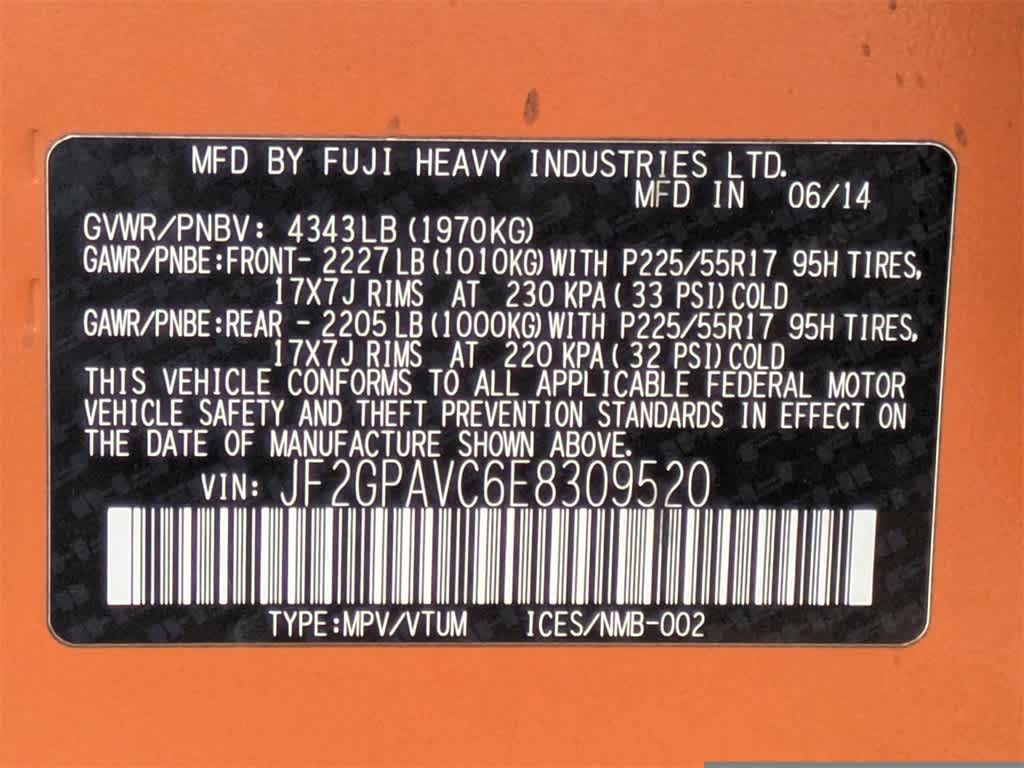 MFD BY FUJI HEAVY INDUSTRIES LTD.
MFD IN 06/14
GVWR/PNBV: 4343LB (1970KG)
GAWR/PNBE:FRONT- 2227 LB (1010KG) WITH P225/55R17 95H TIRES,
17X7J RIMS AT 230 KPA ( 33 PSI) COLD
GAWR/PNBE:REAR - 2205 LB (1000KG) WITH P225/55R17 95H TIRES,
17X7J RIMS AT 220 KPA ( 32 PSI) COLD
THIS VEHICLE CONFORMS TO ALL APPLICABLE FEDERAL MOTOR
VEHICLE SAFETY AND THEFT PREVENTION STANDARDS IN EFFECT ON
THE DATE OF MANUFACTURE SHOWN ABOVE.
VIN: JF2GPAVC6E8309520
TYPE:MPV/VTUM ICES/NMB-002